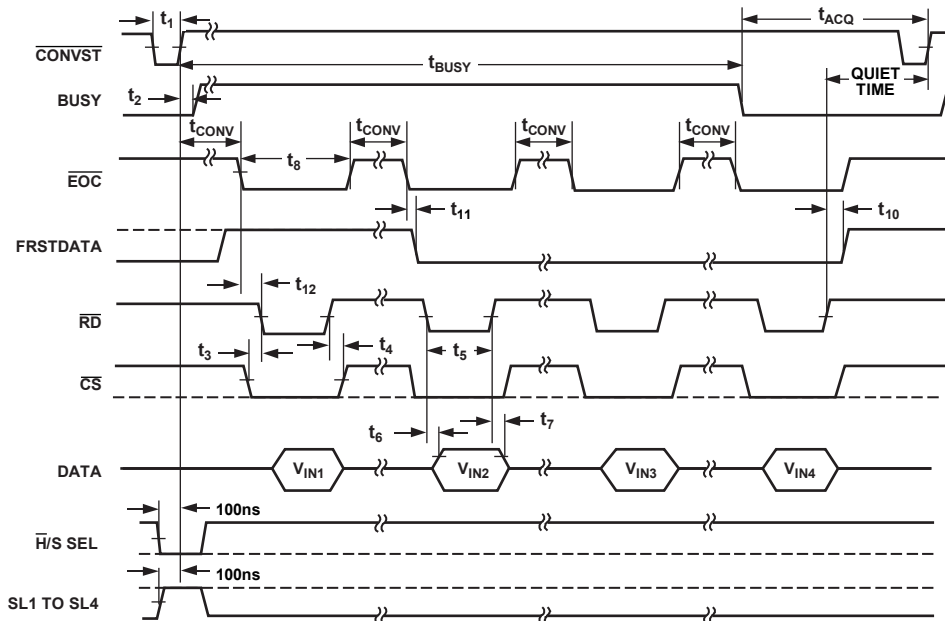 t1
tACQ
CONVST
tBUSY
QUIET
TIME
t2
BUSY
tCONV
tCONV
tCONV
tCONV
t8
EOC
t11
t10
FRSTDATA
t12
RD
t3
t4
t5
CS
t6
t7
DATA
VIN1
VIN2
VIN3
VIN4
100ns
H/S SEL
100ns
SL1 TO SL4